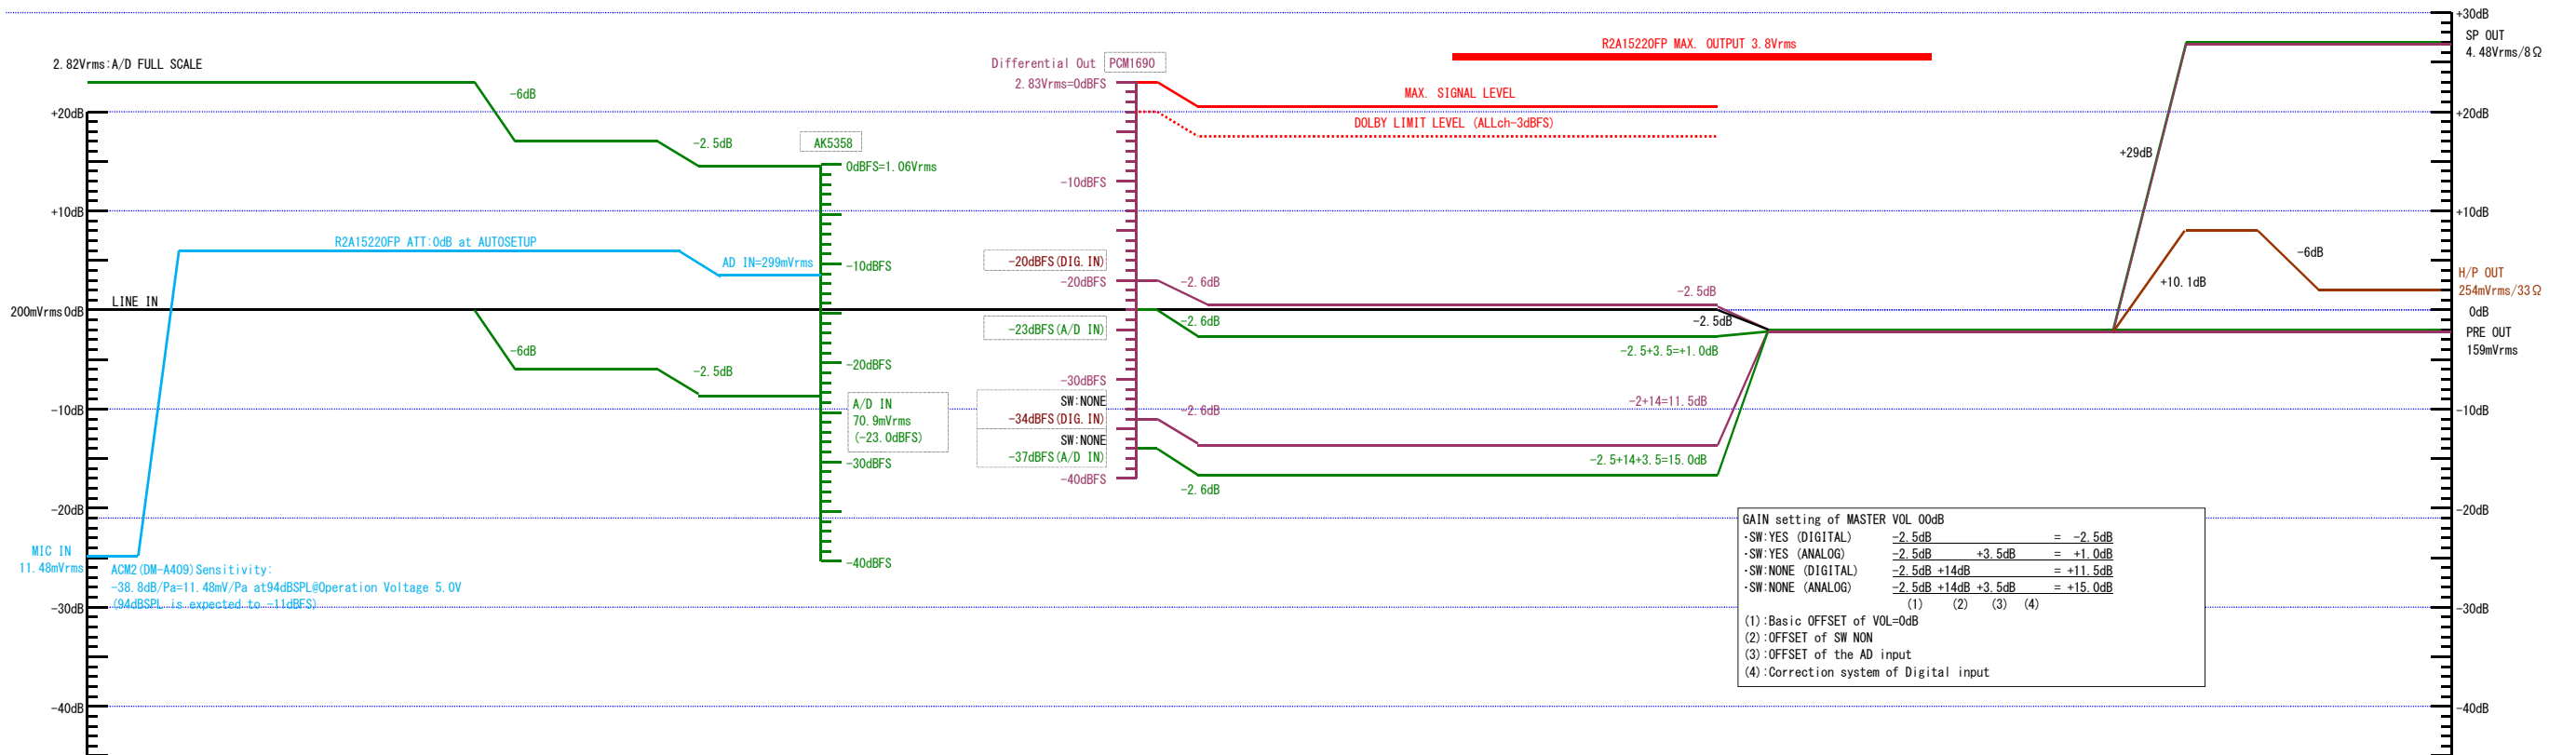 +30dB
SP OUT
4.48Vrms/8Ω
R2A15220FP MAX. OUTPUT 3.8Vrms
2.82Vrms:A/D FULL SCALE
Differential Out PCM1690
2.83Vrms=0dBFS
-6dB
MAX. SIGNAL LEVEL
+20dB
+20dB
DOLBY LIMIT LEVEL (ALLch-3dBFS)
-2.5dB
AK5358
0dBFS=1.06Vrms
+29dB
-10dBFS
+10dB
+10dB
R2A15220FP ATT:0dB at AUTOSETUP
AD IN=299mVrms
-10dBFS
-20dBFS(DIG.IN)
-20dBFS
-2.6dB
-2.5dB
-6dB
+10.1dB
H/P OUT
254mVrms/33Ω
LINE IN
200mVrms 0dB
0dB
-23dBFS(A/D IN)
-2.6dB
-2.5dB
PRE OUT
159mVrms
-6dB
-2.5dB
-20dBFS
-2.5+3.5=+1.0dB
-30dBFS
-10dB
A/D IN
70.9mVrms
(-23.0dBFS)
SW:NONE
-34dBFS(DIG.IN)
-2.6dB
-2+14=11.5dB
-10dB
SW:NONE
-37dBFS(A/D IN)
-30dBFS
-2.5+14+3.5=15.0dB
-40dBFS
-2.6dB
-20dB
-20dB
MIC IN
11.48mVrms
-40dBFS
ACM2(DM-A409)Sensitivity:
-38.8dB/Pa=11.48mV/Pa at94dBSPL@Operation Voltage 5.0V
(94dBSPL is expected to -11dBFS)
-30dB
-30dB
GAIN setting of MASTER VOL 00dB
·SW:YES (DIGITAL) -2.5dB = -2.5dB
·SW:YES (ANALOG) -2.5dB +3.5dB = +1.0dB
·SW:NONE (DIGITAL) -2.5dB +14dB = +11.5dB
·SW:NONE (ANALOG) -2.5dB +14dB +3.5dB = +15.0dB
(1) (2) (3) (4)
(1):Basic OFFSET of VOL=0dB
(2):OFFSET of SW NON
(3):OFFSET of the AD input
(4):Correction system of Digital input
-40dB
-40dB